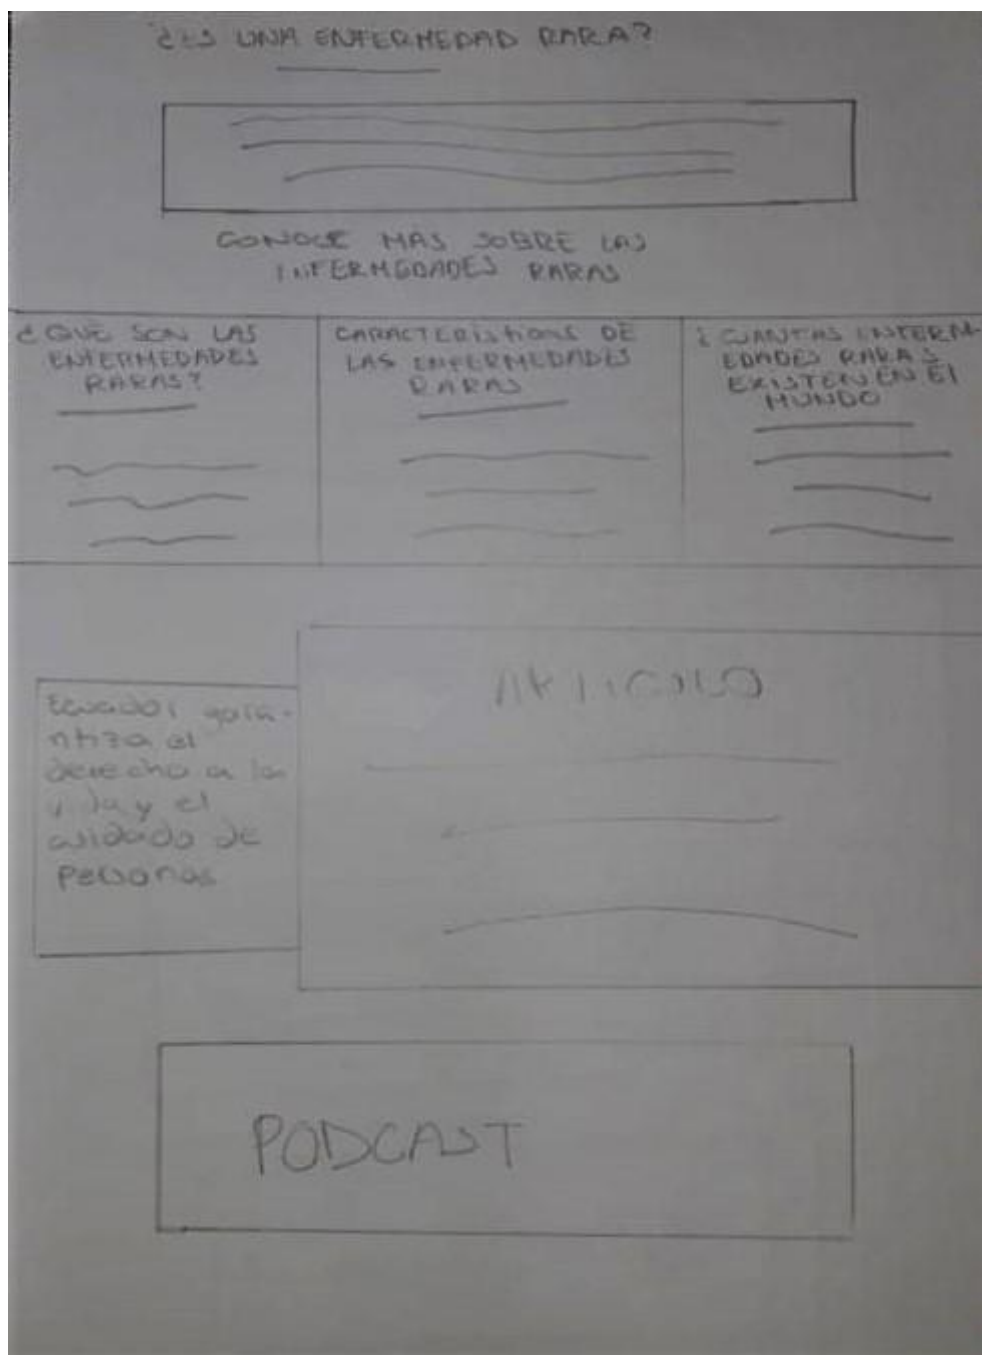 ¿ES UNA ENFERMEDAD RARA?
CONOCE MAS SOBRE LAS
ENFERMEDADES RARAS
¿QUE SON LAS
ENFERMEDADES
RARAS?
CARACTERISTICAS DE
LAS ENFERMEDADES
RARAS
¿CUANTAS ENFERM-
EDADES RARAS
EXISTEN EN El
MUNDO
Ecuador gara-
ntiza el
derecho a la
vida y el
cuidado de
personas
ARTICULO
PODCAST